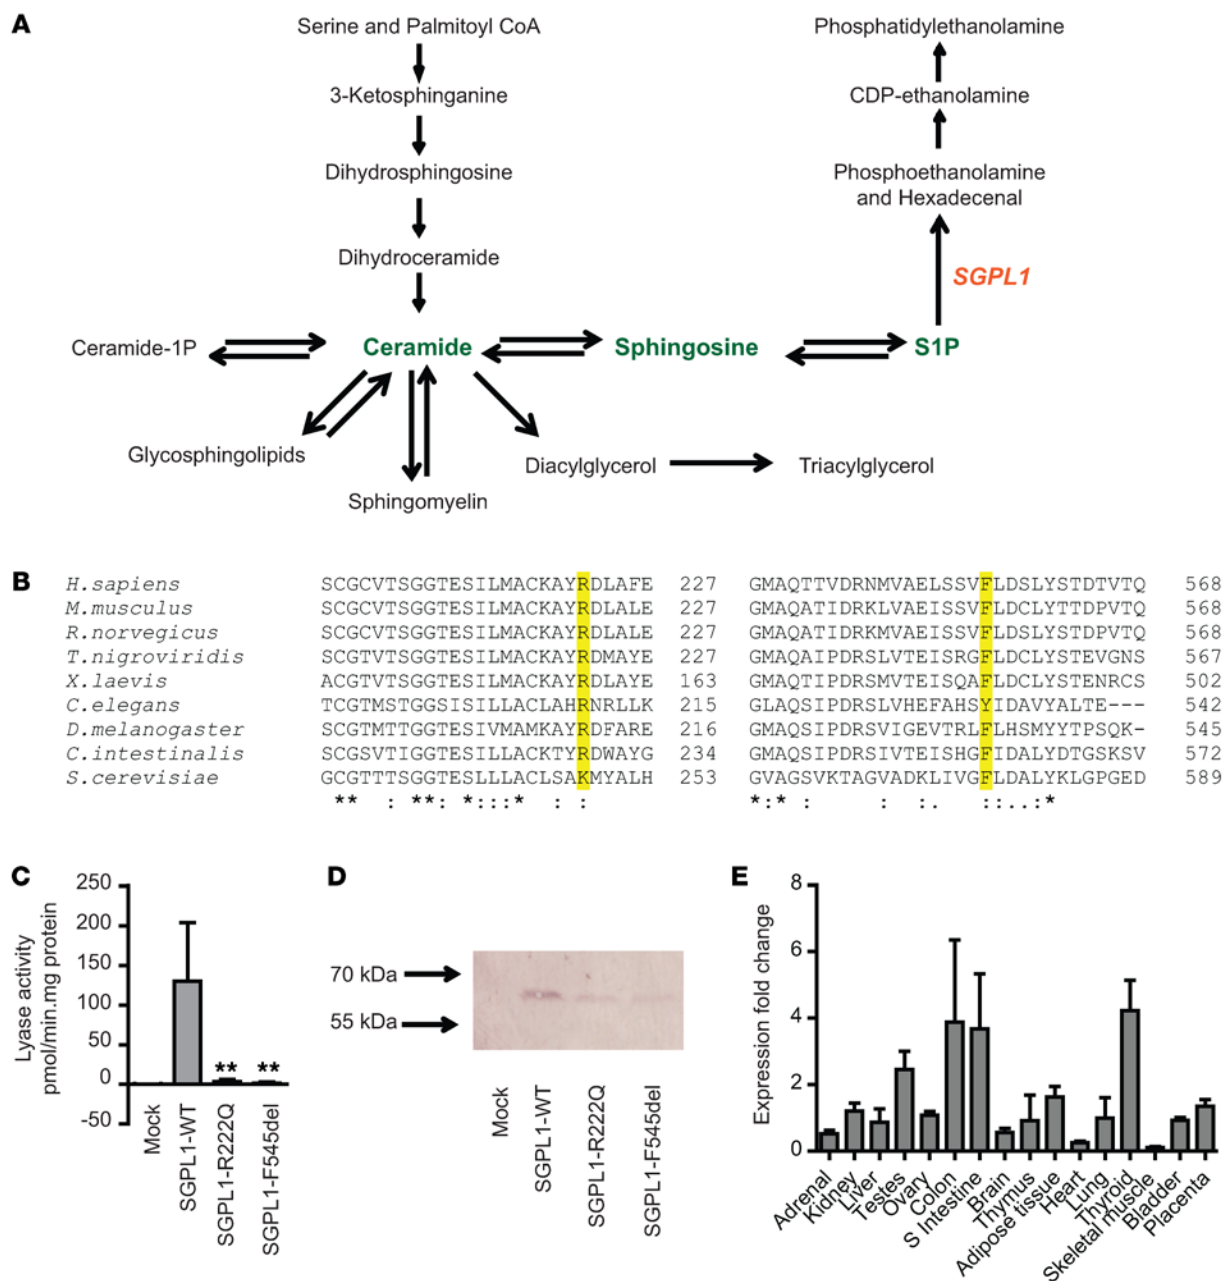 A
Serine and Palmitoyl CoA
3-Ketosphinganine
Dihydrosphingosine
Dihydroceramide
Ceramide-1P
Ceramide
Sphingosine
S1P
SGPL1
Phosphatidylethanolamine
CDP-ethanolamine
Phosphoethanolamine
and Hexadecenal
Glycosphingolipids
Sphingomyelin
Diacylglycerol
Triacylglycerol
B
H.sapiens SCGCVTSGGTESILMACKAYRDLAFE 227 GMAQTTVDRNMVAELSSVFLDSLYSTDTVTQ 568
M.musculus SCGCVTSGGTESILMACKAYRDLALE 227 GMAQATIDRKLVAEISSVFLDCLYTTDPVTQ 568
R.norvegicus SCGCVTSGGTESILMACKAYRDLALE 227 GMAQATIDRKMVAEISSVFLDCLYSTDPVTQ 568
T.nigroviridis SCGTVTSGGTESILMACKAYRDMAYE 227 GMAQAIPDRSLVTEISRGFLDCLYSTEVGNS 567
X.laevis ACGTVTSGGTESILMACKAYRDLAYE 163 GMAQTIPDRSMVTEISQAFLDCLYSTENRCS 502
C.elegans TCGTMSTGGSISILLACLAHRNRLLK 215 GLAQSIPDRSLVHEFAHSYIDAVYALTE--- 542
D.melanogaster SCGTMTTGGTESIVMAMKAYRDFARE 216 GMAQSIPDRSVIGEVTRLFLHSMYYTPSQK- 545
C.intestinalis SCGSVTIGGTESILLACKTYRDWAYG 234 GMAQSIPDRSIVTEISHGFIDALYDTGSKSV 572
S.cerevisiae GCGTTTSGGTESLLLACLSAKMYALH 253 GVAGSVKTAGVADKLIVGFLDALYKLGPGED 589
** : ** *:::* : : *:* : : :. ::..:*
C
Lyase activity
pmol/min.mg protein
250
200
150
100
50
0
-50
** **
Mock
SGPL1-WT
SGPL1-R222Q
SGPL1-F545del
D
70 kDa
55 kDa
Mock
SGPL1-WT
SGPL1-R222Q
SGPL1-F545del
E
Expression fold change
8
6
4
2
0
Adrenal
Kidney
Liver
Testes
Ovary
Colon
S Intestine
Brain
Thymus
Adipose tissue
Heart
Lung
Thyroid
Skeletal muscle
Bladder
Placenta